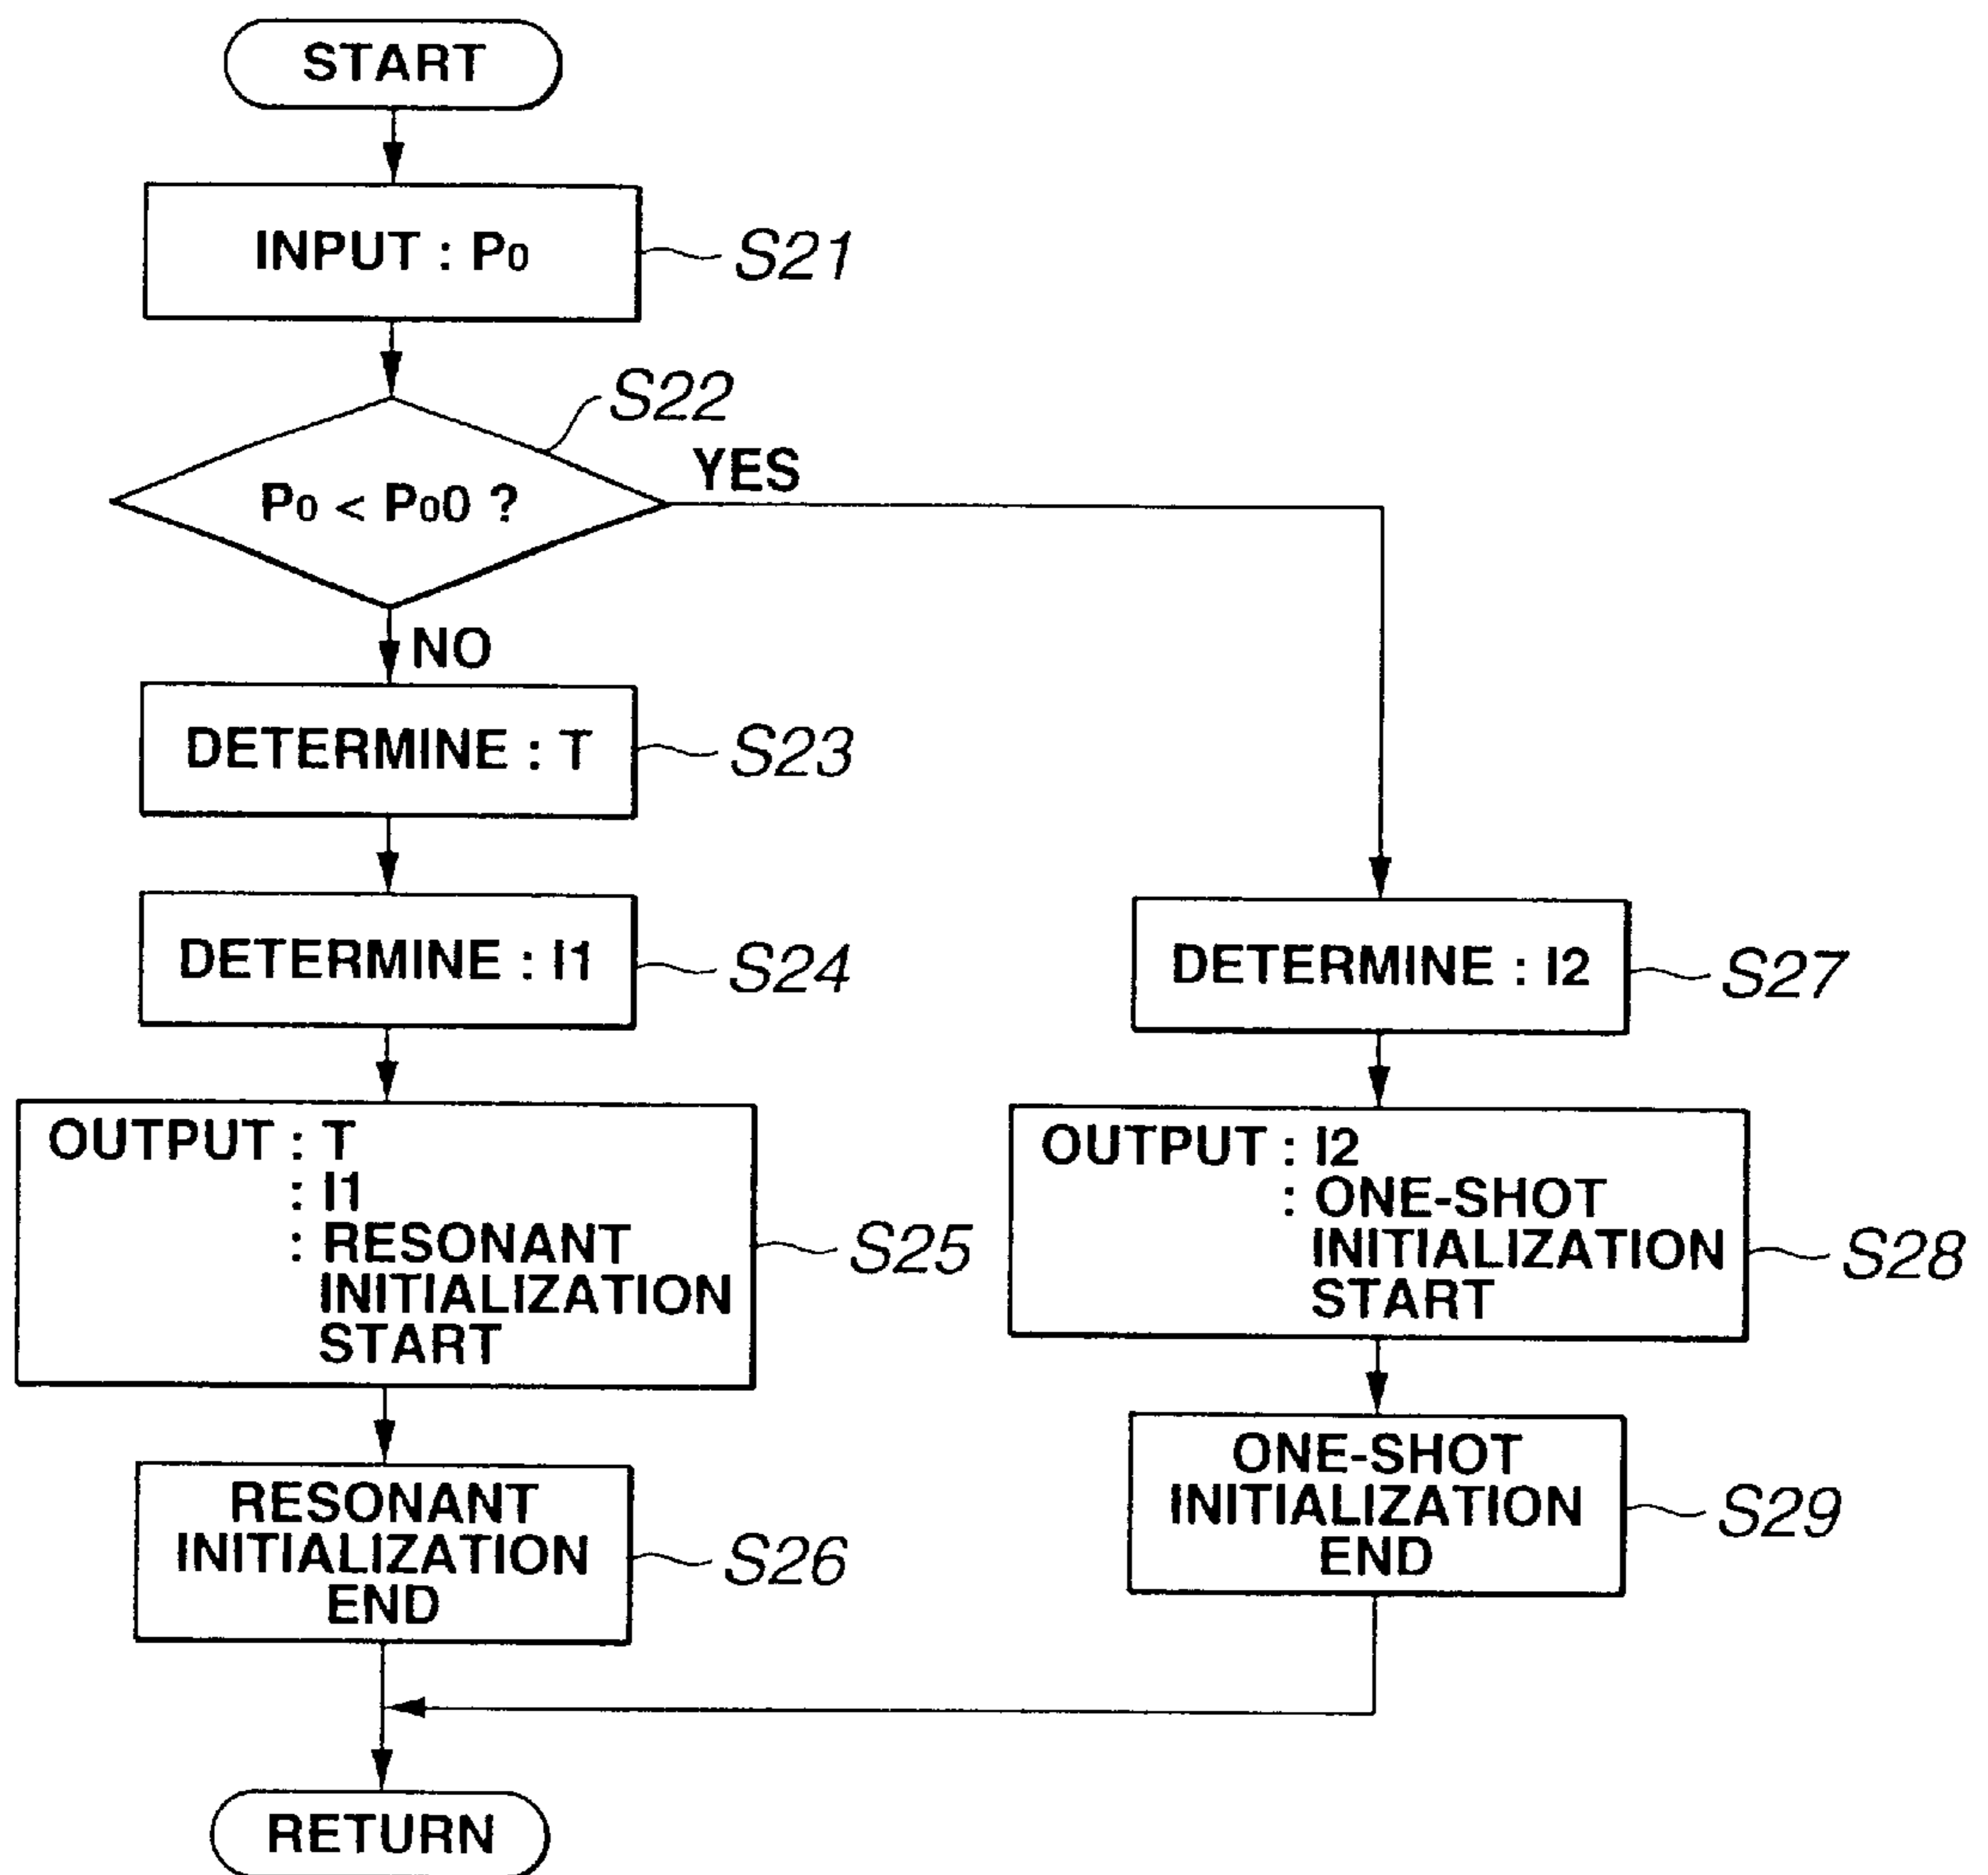 START
INPUT : P₀
S21
S22
P₀ < P₀0 ?
YES
NO
DETERMINE : T
S23
DETERMINE : I1
S24
OUTPUT : T
: I1
: RESONANT
INITIALIZATION
START
S25
RESONANT
INITIALIZATION
END
S26
DETERMINE : I2
S27
OUTPUT : I2
: ONE-SHOT
INITIALIZATION
START
S28
ONE-SHOT
INITIALIZATION
END
S29
RETURN